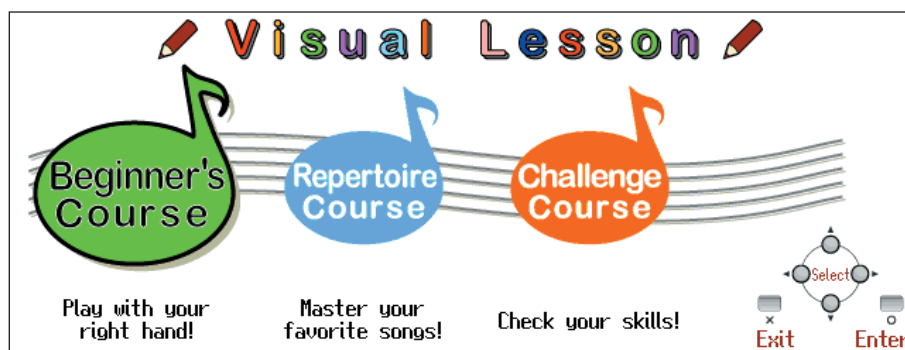 Visual Lesson
Beginner's
Course
Repertoire
Course
Challenge
Course
Play with your
right hand!
Master your
favorite songs!
Check your skills!
Select
Exit
Enter